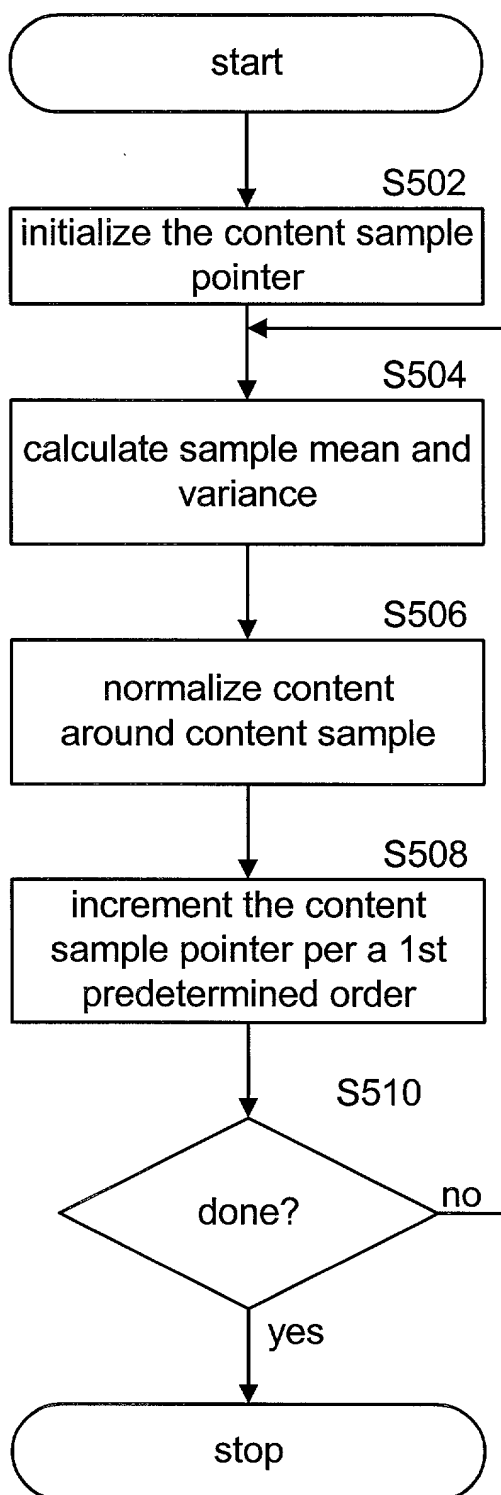 start
S502
initialize the content sample
pointer
S504
calculate sample mean and
variance
S506
normalize content
around content sample
S508
increment the content
sample pointer per a 1st
predetermined order
S510
done?
no
yes
stop